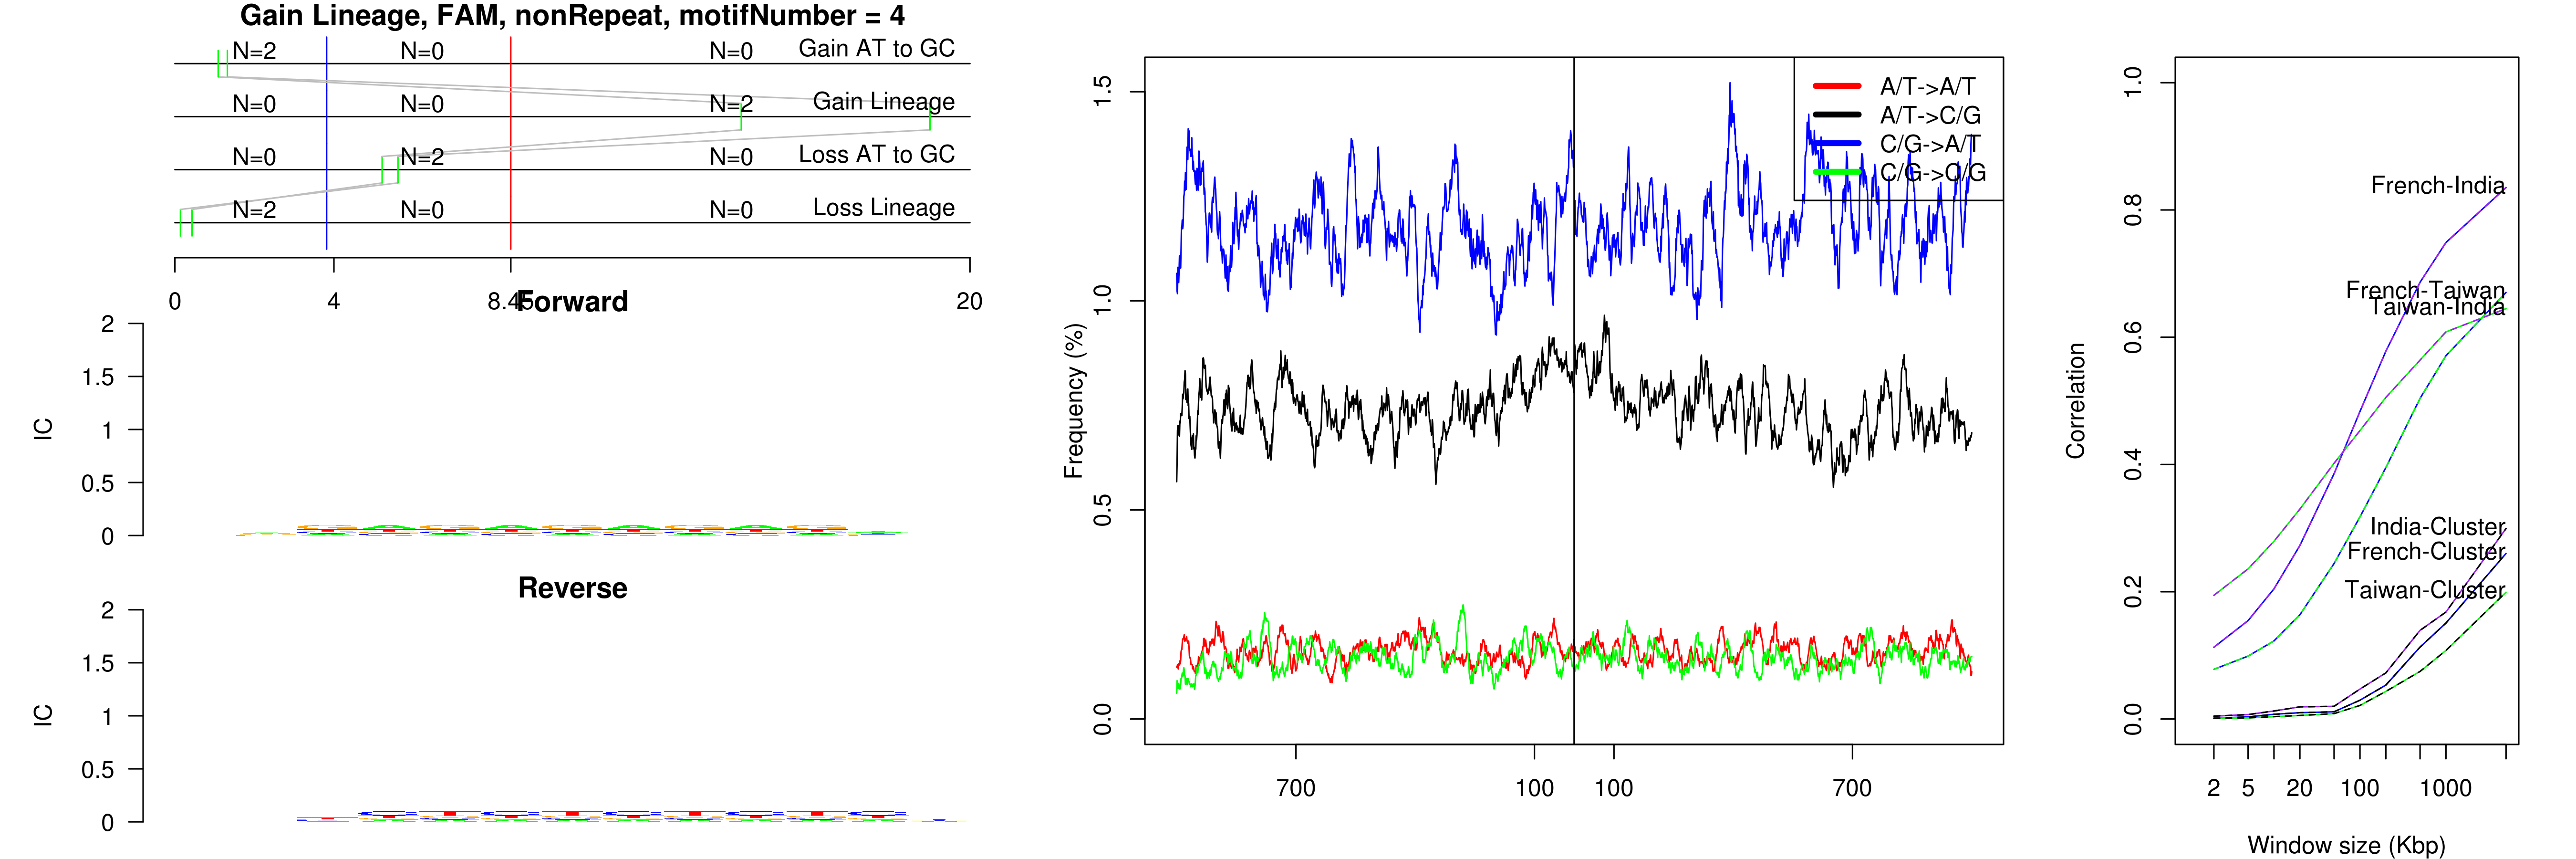 Gain Lineage, FAM, nonRepeat, motifNumber = 4
N=2 N=0 N=0 Gain AT to GC
N=0 N=0 N=2 Gain Lineage
N=0 N=2 N=0 Loss AT to GC
N=2 N=0 N=0 Loss Lineage
0 4 8.45 20
Forward
IC
2
1.5
1
0.5
0
Reverse
IC
2
1.5
1
0.5
0
Frequency (%)
1.5
1.0
0.5
0.0
A/T->A/T
A/T->C/G
C/G->A/T
C/G->C/G
700 100 100 700
Correlation
1.0
0.8
0.6
0.4
0.2
0.0
French-India
French-Taiwan
Taiwan-India
India-Cluster
French-Cluster
Taiwan-Cluster
2 5 20 100 1000
Window size (Kbp)